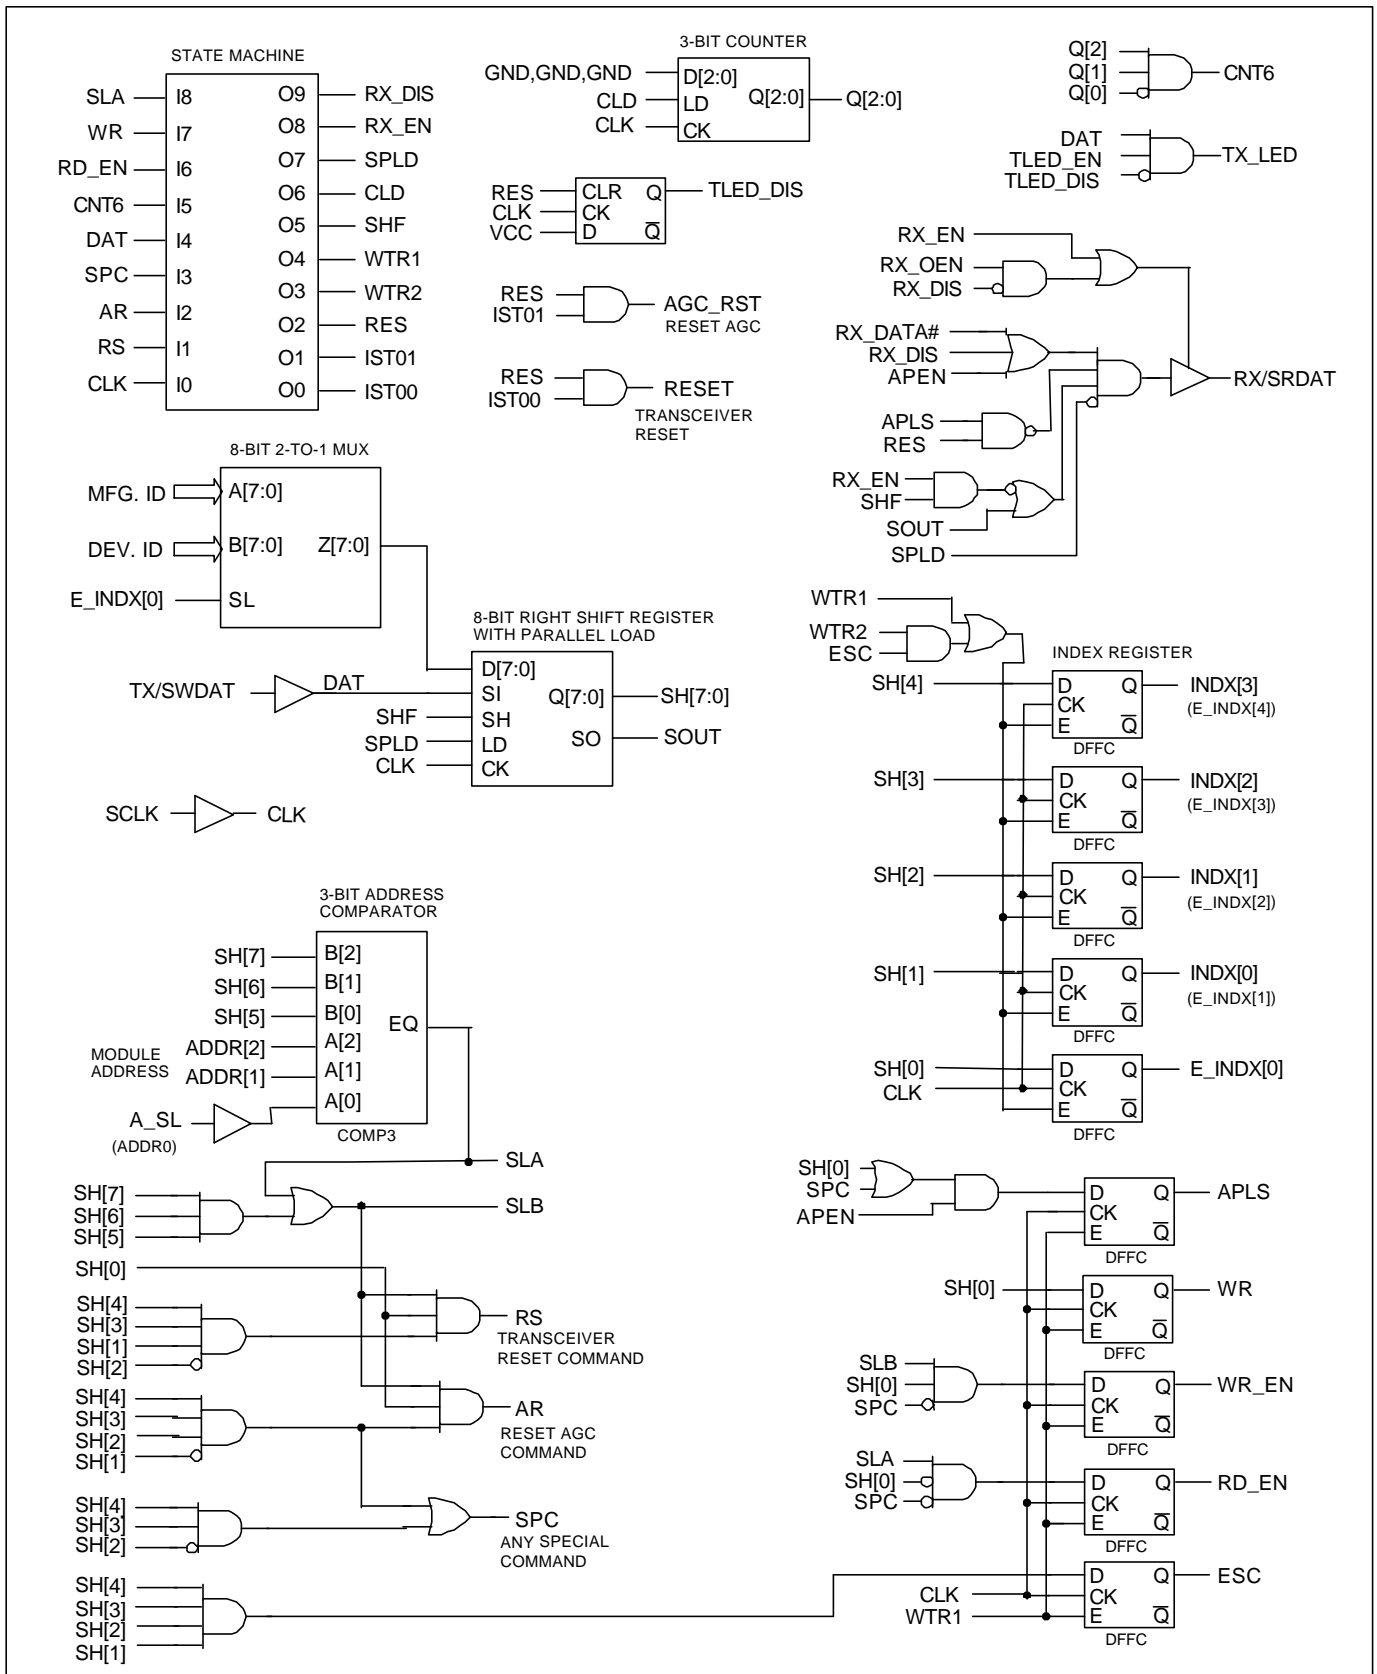 STATE MACHINE
SLA
WR
RD_EN
CNT6
DAT
SPC
AR
RS
CLK
I8
I7
I6
I5
I4
I3
I2
I1
I0
O9
O8
O7
O6
O5
O4
O3
O2
O1
O0
RX_DIS
RX_EN
SPLD
CLD
SHF
WTR1
WTR2
RES
IST01
IST00
3-BIT COUNTER
GND,GND,GND
CLD
CLK
D[2:0]
LD
CK
Q[2:0]
Q[2:0]
RES
CLK
VCC
CLR
CK
D
Q
Q
TLED_DIS
RES
IST01
AGC_RST
RESET AGC
RES
IST00
RESET
TRANSCEIVER
RESET
Q[2]
Q[1]
Q[0]
CNT6
DAT
TLED_EN
TLED_DIS
TX_LED
RX_EN
RX_OEN
RX_DIS
RX_DATA#
RX_DIS
APEN
APLS
RES
RX_EN
SHF
SOUT
SPLD
RX/SRDAT
8-BIT 2-TO-1 MUX
MFG. ID
DEV. ID
E_INDX[0]
A[7:0]
B[7:0]
SL
Z[7:0]
8-BIT RIGHT SHIFT REGISTER
WITH PARALLEL LOAD
TX/SWDAT
DAT
SHF
SPLD
CLK
D[7:0]
SI
SH
LD
CK
Q[7:0]
SO
SH[7:0]
SOUT
SCLK
CLK
WTR1
WTR2
ESC
INDEX REGISTER
SH[4]
D
CK
E
Q
Q
DFFC
INDX[3]
(E_INDX[4])
SH[3]
D
CK
E
Q
Q
DFFC
INDX[2]
(E_INDX[3])
SH[2]
D
CK
E
Q
Q
DFFC
INDX[1]
(E_INDX[2])
SH[1]
D
CK
E
Q
Q
DFFC
INDX[0]
(E_INDX[1])
SH[0]
CLK
D
CK
E
Q
Q
DFFC
E_INDX[0]
3-BIT ADDRESS
COMPARATOR
SH[7]
SH[6]
SH[5]
ADDR[2]
ADDR[1]
MODULE
ADDRESS
A_SL
(ADDR0)
B[2]
B[1]
B[0]
A[2]
A[1]
A[0]
EQ
COMP3
SLA
SH[7]
SH[6]
SH[5]
SLB
SH[0]
SH[4]
SH[3]
SH[1]
SH[2]
RS
TRANSCEIVER
RESET COMMAND
SH[4]
SH[3]
SH[2]
SH[1]
AR
RESET AGC
COMMAND
SH[4]
SH[3]
SH[2]
SPC
ANY SPECIAL
COMMAND
SH[4]
SH[3]
SH[2]
SH[1]
SH[0]
SPC
APEN
D
CK
E
Q
Q
DFFC
APLS
SH[0]
D
CK
E
Q
Q
DFFC
WR
SLB
SH[0]
SPC
D
CK
E
Q
Q
DFFC
WR_EN
SLA
SH[0]
SPC
D
CK
E
Q
Q
DFFC
RD_EN
CLK
WTR1
D
CK
E
Q
Q
DFFC
ESC